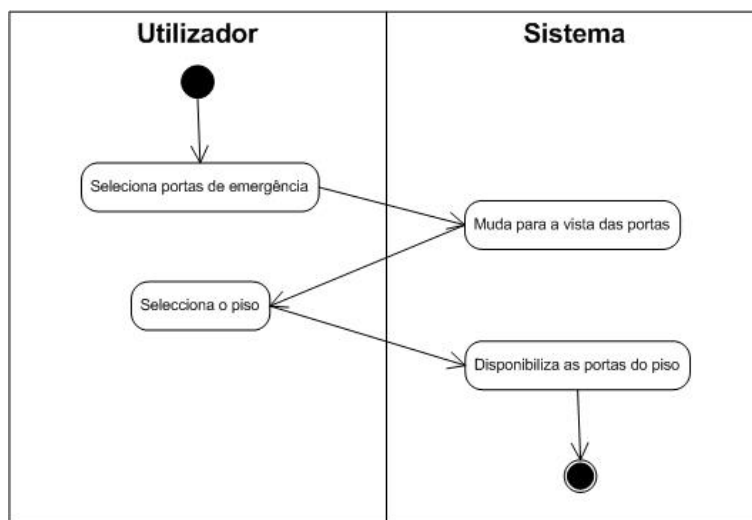 Utilizador
Sistema
Seleciona portas de emergência
Muda para a vista das portas
Selecciona o piso
Disponibiliza as portas do piso